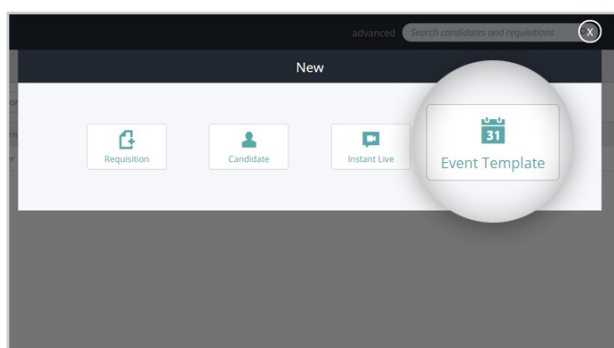 advanced Search candidates and requisitions X
New
31
Requisition Candidate Instant Live Event Template